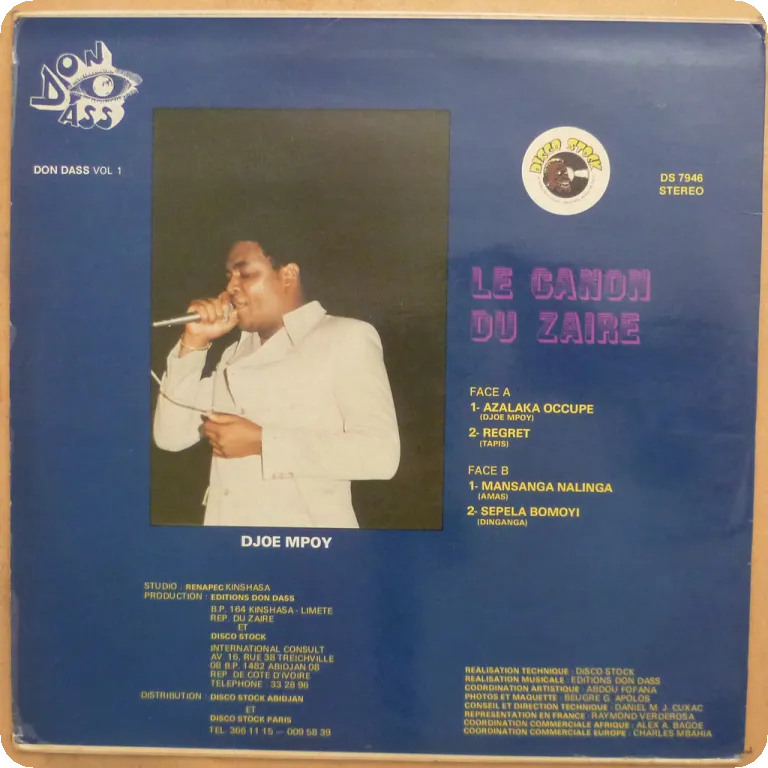 DON
DASS
DON DASS VOL 1
DISCO STOCK
DS 7946
STEREO
LE CANON
DU ZAIRE
FACE A
1- AZALAKA OCCUPE
(DJOE MPOY)
2- REGRET
(TAPIS)
FACE B
1- MANSANGA NALINGA
(AMAS)
2- SEPELA BOMOYI
(DINGANGA)
DJOE MPOY
STUDIO : RENAPEC KINSHASA
PRODUCTION : EDITIONS DON DASS
B.P. 164 KINSHASA - LIMETE
REP. DU ZAIRE
ET
DISCO STOCK
INTERNATIONAL CONSULT
AV. 16, RUE 38 TREICHVILLE
08 B.P. 1482 ABIDJAN 08
REP. DE COTE D'IVOIRE
TELEPHONE : 33 28 96
DISTRIBUTION : DISCO STOCK ABIDJAN
ET
DISCO STOCK PARIS
TEL. 366 11 15 — 009 58 39
REALISATION TECHNIQUE : DISCO STOCK
REALISATION MUSICALE : EDITIONS DON DASS
COORDINATION ARTISTIQUE : ABDOU FOFANA
PHOTOS ET MAQUETTE : BEUGRE G. APOLOS
CONSEIL ET DIRECTION TECHNIQUE : DANIEL M. J. CUXAC
REPRESENTATION EN FRANCE : RAYMOND VERDEROSA
COORDINATION COMMERCIALE AFRIQUE : ALEX A. BAGOE
COORDINATION COMMERCIALE EUROPE : CHARLES MBAHIA